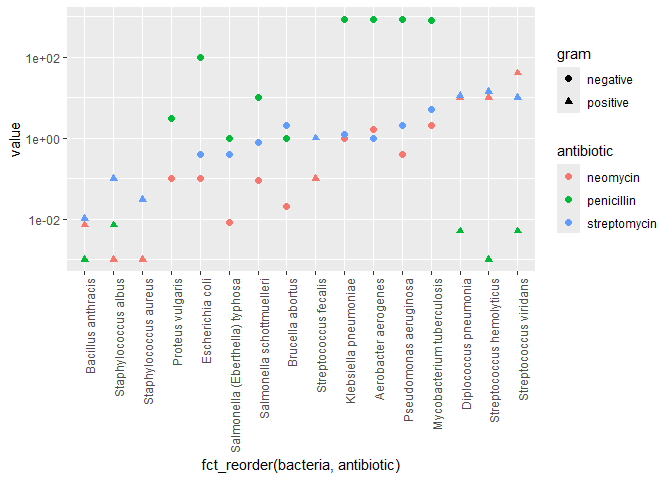 1e+02
1e+00
1e-02
value
Bacillus anthracis
Staphylococcus albus
Staphylococcus aureus
Proteus vulgaris
Escherichia coli
Salmonella (Eberthella) typhosa
Salmonella schottmuelleri
Brucella abortus
Streptococcus fecalis
Klebsiella pneumoniae
Aerobacter aerogenes
Pseudomonas aeruginosa
Mycobacterium tuberculosis
Diplococcus pneumonia
Streptococcus hemolyticus
Streptococcus viridans
fct_reorder(bacteria, antibiotic)
gram
negative
positive
antibiotic
neomycin
penicillin
streptomycin